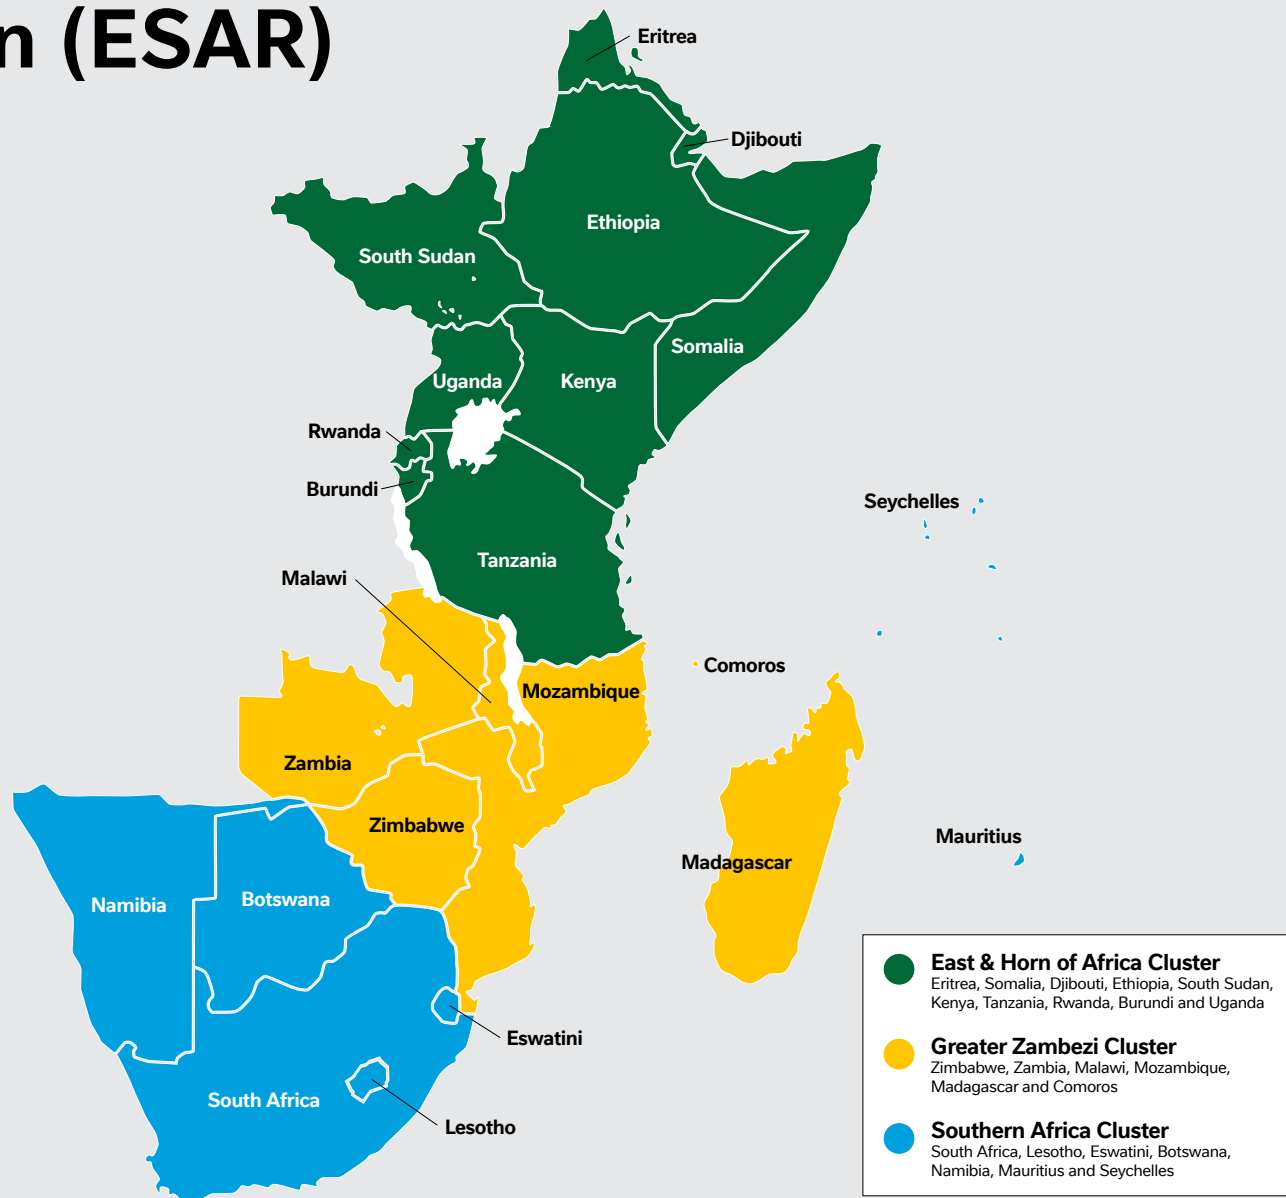 n (ESAR)
Eritrea
Djibouti
Ethiopia
South Sudan
Somalia
Uganda
Kenya
Rwanda
Burundi
Seychelles
Tanzania
Malawi
Comoros
Mozambique
Zambia
Zimbabwe
Mauritius
Madagascar
Botswana
Namibia
East & Horn of Africa Cluster
Eritrea, Somalia, Djibouti, Ethiopia, South Sudan,
Kenya, Tanzania, Rwanda, Burundi and Uganda
Eswatini
Greater Zambezi Cluster
Zimbabwe, Zambia, Malawi, Mozambique,
Madagascar and Comoros
South Africa
Lesotho
Southern Africa Cluster
South Africa, Lesotho, Eswatini, Botswana,
Namibia, Mauritius and Seychelles